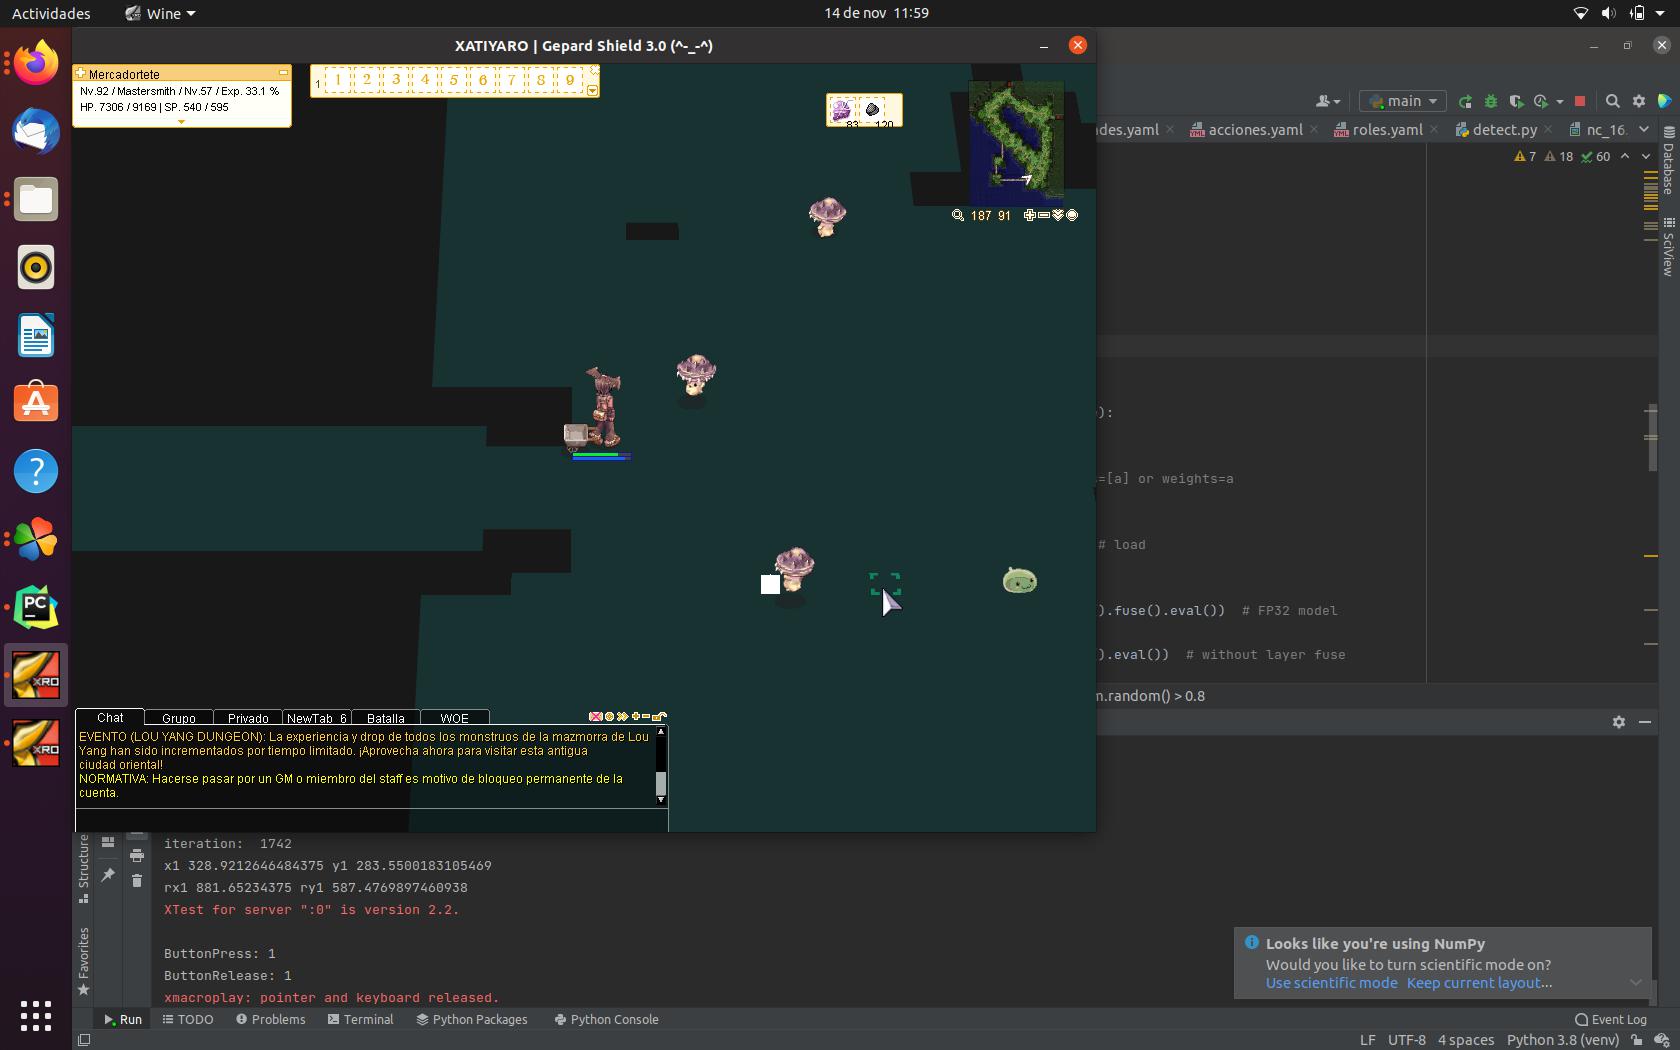 Actividades
Wine
14 de nov 11:59
XATIYARO | Gepard Shield 3.0 (^-_-^)
Mercadortete
Nv.92 / Mastersmith / Nv.57 / Exp. 33.1 %
HP. 7306 / 9169 | SP. 540 / 595
1 1 2 3 4 5 6 7 8 9
83 120
187 91
main
des.yaml
acciones.yaml
roles.yaml
detect.py
nc_16.
7 18 60
Database
SciView
):
=[a] or weights=a
# load
).fuse().eval()) # FP32 model
).eval()) # without layer fuse
m.random() > 0.8
PC
XRO
XRO
Chat
Grupo
Privado
NewTab 6
Batalla
WOE
EVENTO (LOU YANG DUNGEON): La experiencia y drop de todos los monstruos de la mazmorra de Lou
Yang han sido incrementados por tiempo limitado. ¡Aprovecha ahora para visitar esta antigua
ciudad oriental!
NORMATIVA: Hacerse pasar por un GM o miembro del staff es motivo de bloqueo permanente de la
cuenta.
Structure
Favorites
iteration: 1742
x1 328.9212646484375 y1 283.5500183105469
rx1 881.65234375 ry1 587.4769897460938
XTest for server ":0" is version 2.2.
ButtonPress: 1
ButtonRelease: 1
xmacroplay: pointer and keyboard released.
Looks like you're using NumPy
Would you like to turn scientific mode on?
Use scientific mode Keep current layout...
Run
TODO
Problems
Terminal
Python Packages
Python Console
Event Log
LF UTF-8 4 spaces Python 3.8 (venv)